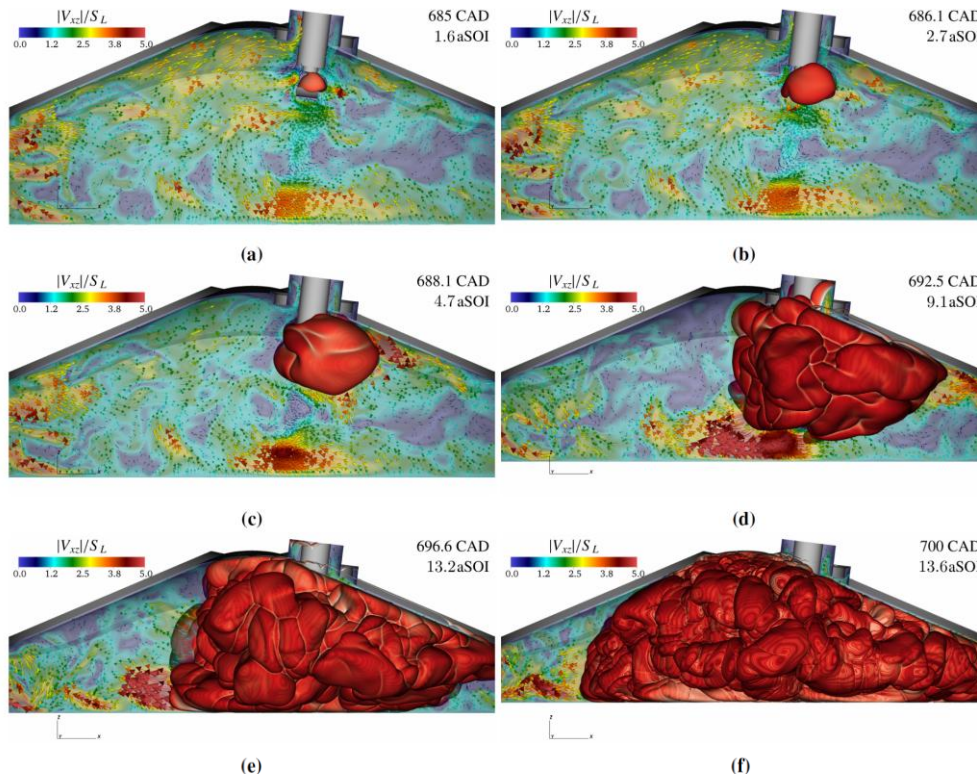 |V_xz|/S_L
0.0 1.2 2.5 3.8 5.0
685 CAD
1.6 aSOI
(a)
|V_xz|/S_L
0.0 1.2 2.5 3.8 5.0
686.1 CAD
2.7 aSOI
(b)
|V_xz|/S_L
0.0 1.2 2.5 3.8 5.0
688.1 CAD
4.7 aSOI
(c)
|V_xz|/S_L
0.0 1.2 2.5 3.8 5.0
692.5 CAD
9.1 aSOI
(d)
|V_xz|/S_L
0.0 1.2 2.5 3.8 5.0
696.6 CAD
13.2 aSOI
(e)
|V_xz|/S_L
0.0 1.2 2.5 3.8 5.0
700 CAD
13.6 aSOI
(f)